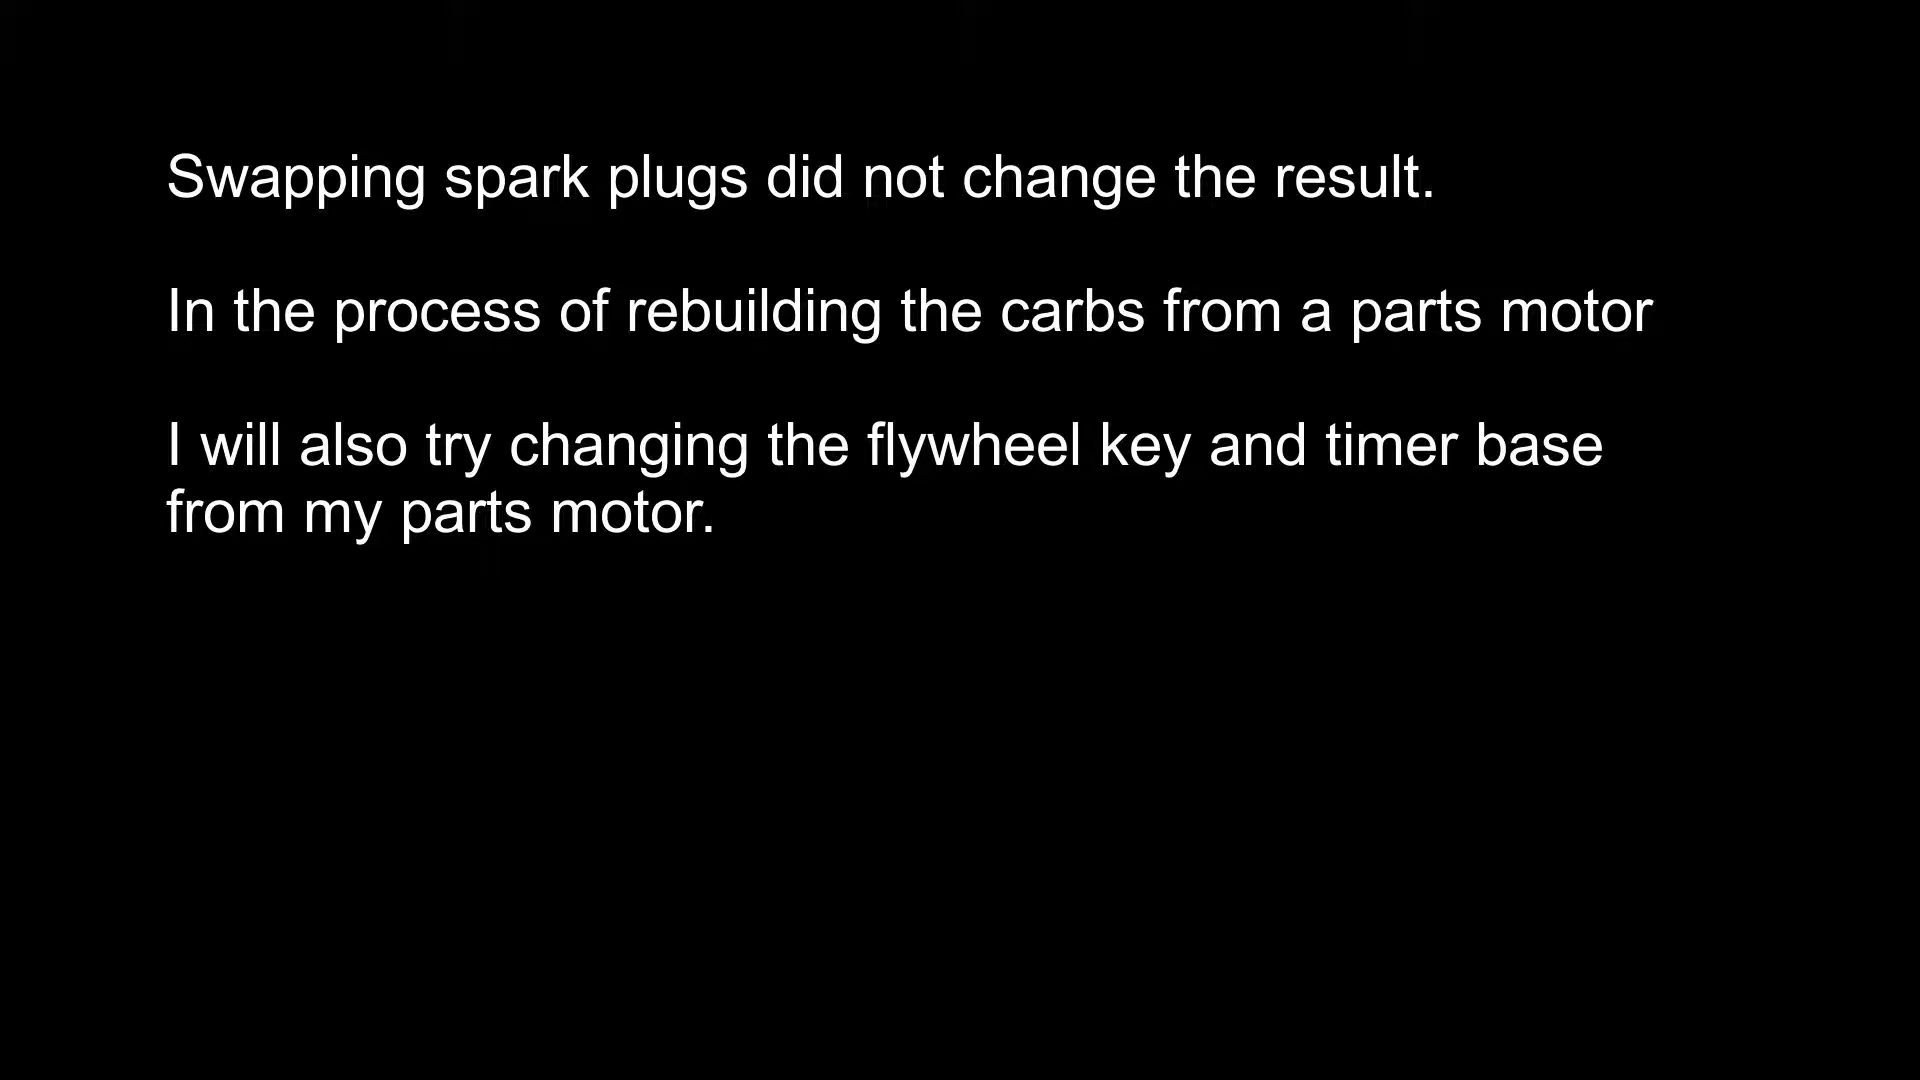 Swapping spark plugs did not change the result.
In the process of rebuilding the carbs from a parts motor
I will also try changing the flywheel key and timer base
from my parts motor.